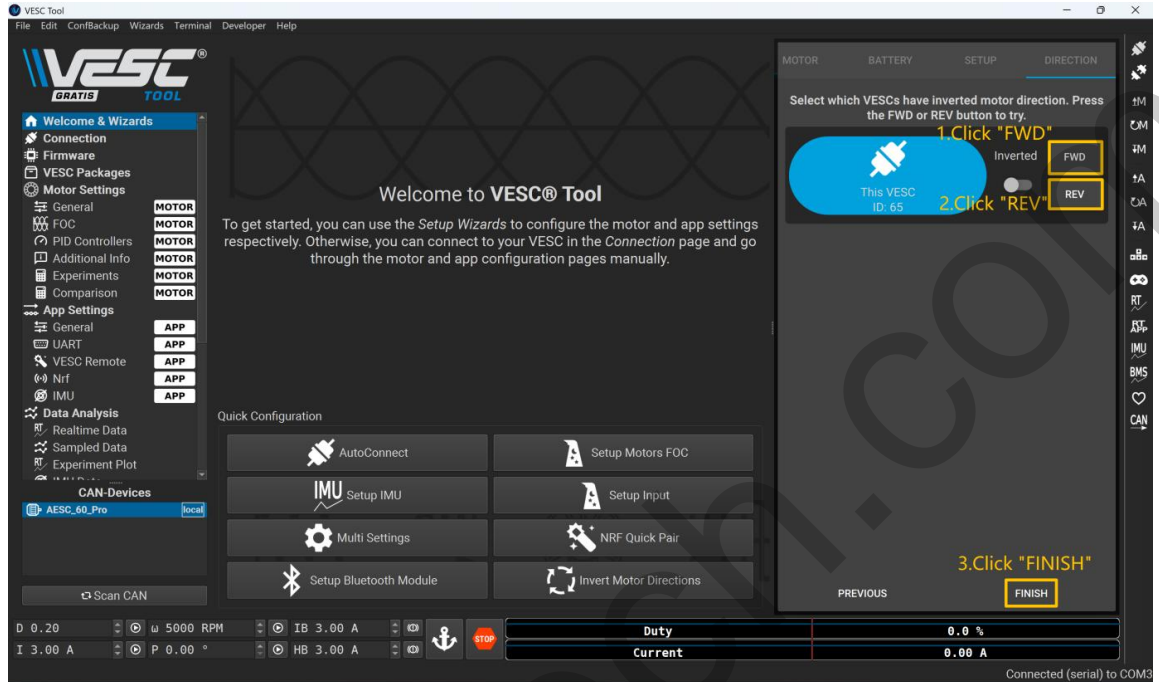 VESC Tool
File Edit ConfBackup Wizards Terminal Developer Help
VESC®
GRATIS TOOL
Welcome & Wizards
Connection
Firmware
VESC Packages
Motor Settings
General MOTOR
FOC MOTOR
PID Controllers MOTOR
Additional Info MOTOR
Experiments MOTOR
Comparison MOTOR
App Settings
General APP
UART APP
VESC Remote APP
Nrf APP
IMU APP
Data Analysis
RT Realtime Data
Sampled Data
RT Experiment Plot
CAN-Devices
AESC_60_Pro local
Scan CAN
Welcome to VESC® Tool
To get started, you can use the Setup Wizards to configure the motor and app settings
respectively. Otherwise, you can connect to your VESC in the Connection page and go
through the motor and app configuration pages manually.
Quick Configuration
AutoConnect
Setup Motors FOC
IMU Setup IMU
Setup Input
Multi Settings
NRF Quick Pair
Setup Bluetooth Module
Invert Motor Directions
MOTOR BATTERY SETUP DIRECTION
Select which VESCs have inverted motor direction. Press
the FWD or REV button to try.
1.Click "FWD"
Inverted FWD
This VESC
ID: 65
2.Click "REV" REV
3.Click "FINISH"
PREVIOUS FINISH
M
M
M
A
A
A
RT
RT
APP
IMU
BMS
CAN
D 0.20 ω 5000 RPM IB 3.00 A
I 3.00 A P 0.00 ° HB 3.00 A
STOP
Duty 0.0 %
Current 0.00 A
Connected (serial) to COM3